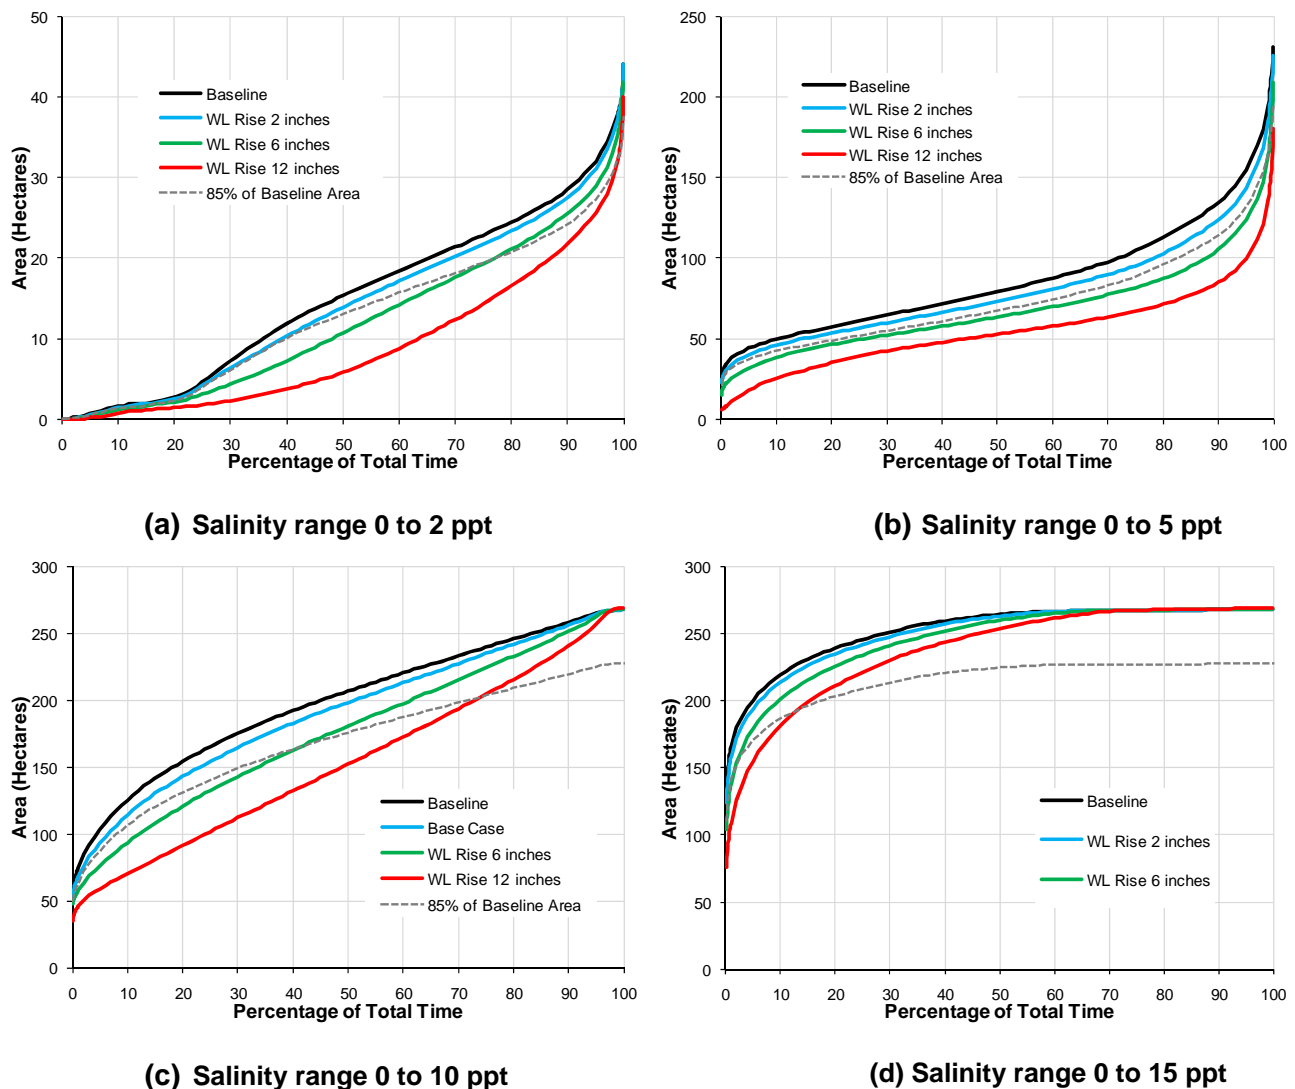 50
40
30
20
10
0
Area (Hectares)
Baseline
WL Rise 2 inches
WL Rise 6 inches
WL Rise 12 inches
85% of Baseline Area
0 10 20 30 40 50 60 70 80 90 100
Percentage of Total Time
(a) Salinity range 0 to 2 ppt
250
200
150
100
50
0
Area (Hectares)
Baseline
WL Rise 2 inches
WL Rise 6 inches
WL Rise 12 inches
85% of Baseline Area
0 10 20 30 40 50 60 70 80 90 100
Percentage of Total Time
(b) Salinity range 0 to 5 ppt
300
250
200
150
100
50
0
Area (Hectares)
Baseline
Base Case
WL Rise 6 inches
WL Rise 12 inches
85% of Baseline Area
0 10 20 30 40 50 60 70 80 90 100
Percentage of Total Time
(c) Salinity range 0 to 10 ppt
300
250
200
150
100
50
0
Area (Hectates)
Baseline
WL Rise 2 inches
WL Rise 6 inches
0 10 20 30 40 50 60 70 80 90 100
Percentage of Total Time
(d) Salinity range 0 to 15 ppt